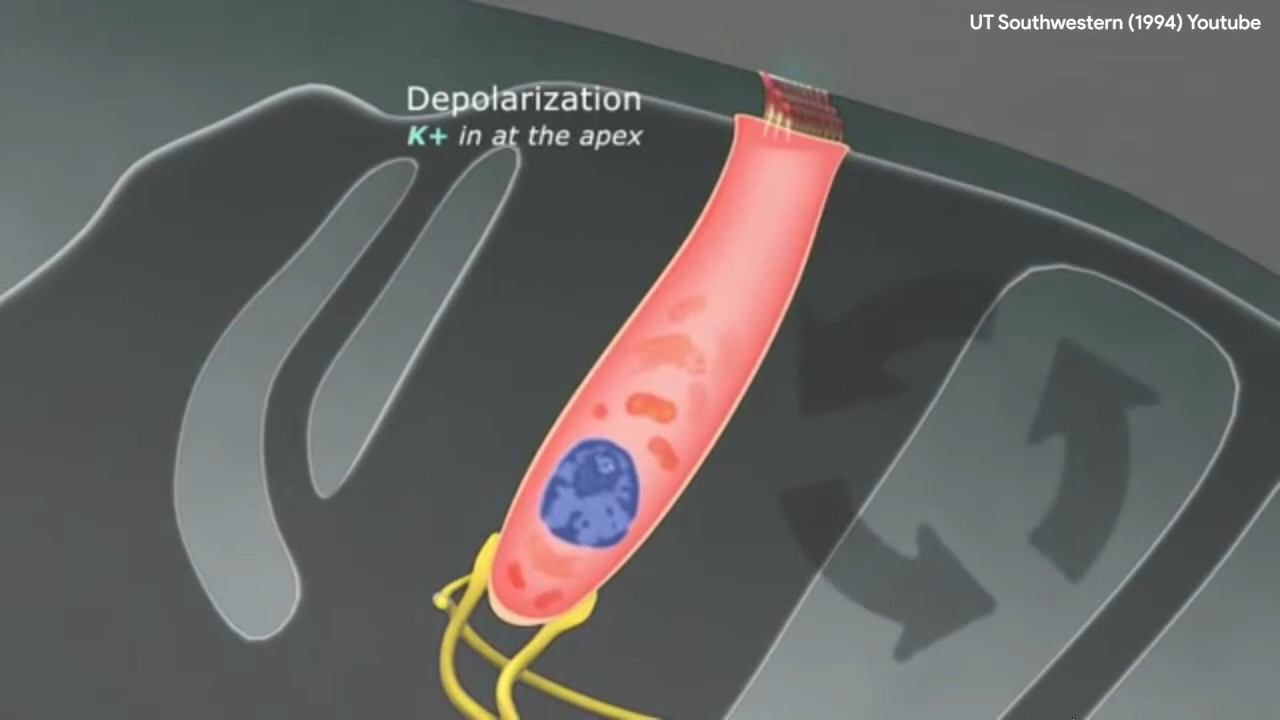 UT Southwestern (1994) Youtube
Depolarization
K+ in at the apex